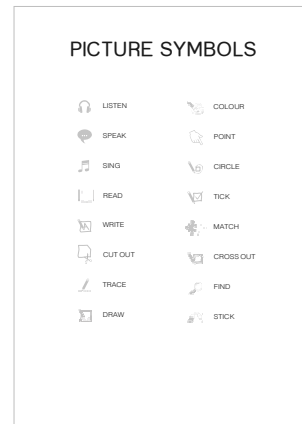 PICTURE SYMBOLS
LISTEN
SPEAK
SING
READ
WRITE
CUT OUT
TRACE
DRAW
COLOUR
POINT
CIRCLE
TICK
MATCH
CROSS OUT
FIND
STICK